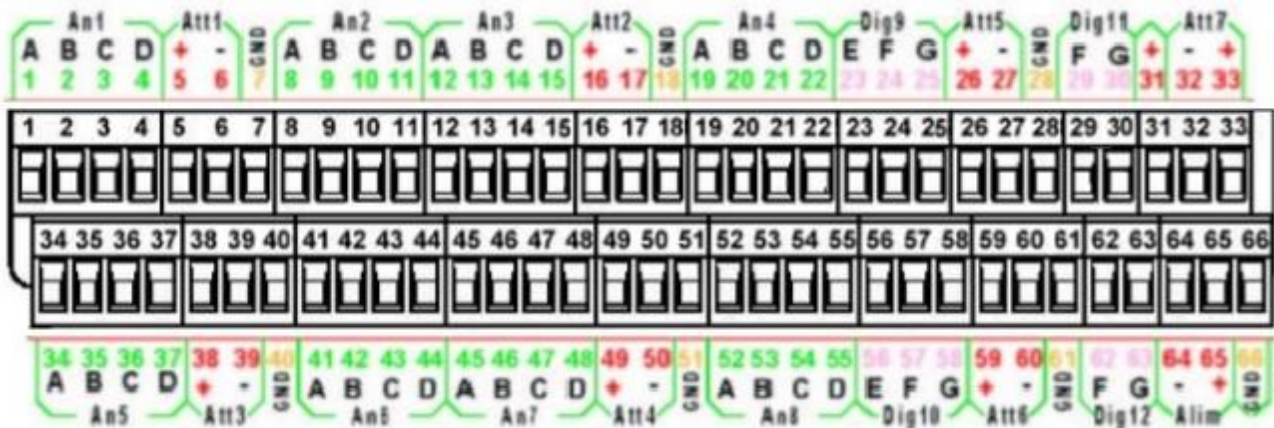 An1 Att1 An2 An3 Att2 An4 Dig9 Att5 Dig11 Att7
A B C D + - GND A B C D A B C D + - GND A B C D E F G + - GND F G + - +
1 2 3 4 5 6 7 8 9 10 11 12 13 14 15 16 17 18 19 20 21 22 23 24 25 26 27 28 29 30 31 32 33
1 2 3 4 5 6 7 8 9 10 11 12 13 14 15 16 17 18 19 20 21 22 23 24 25 26 27 28 29 30 31 32 33
34 35 36 37 38 39 40 41 42 43 44 45 46 47 48 49 50 51 52 53 54 55 56 57 58 59 60 61 62 63 64 65 66
34 35 36 37 38 39 40 41 42 43 44 45 46 47 48 49 50 51 52 53 54 55 56 57 58 59 60 61 62 63 64 65 66
A B C D + - GND A B C D A B C D + - GND A B C D E F G + - GND F G - + GND
An5 Att3 An6 An7 Att4 An8 Dig10 Att6 Dig12 Alim